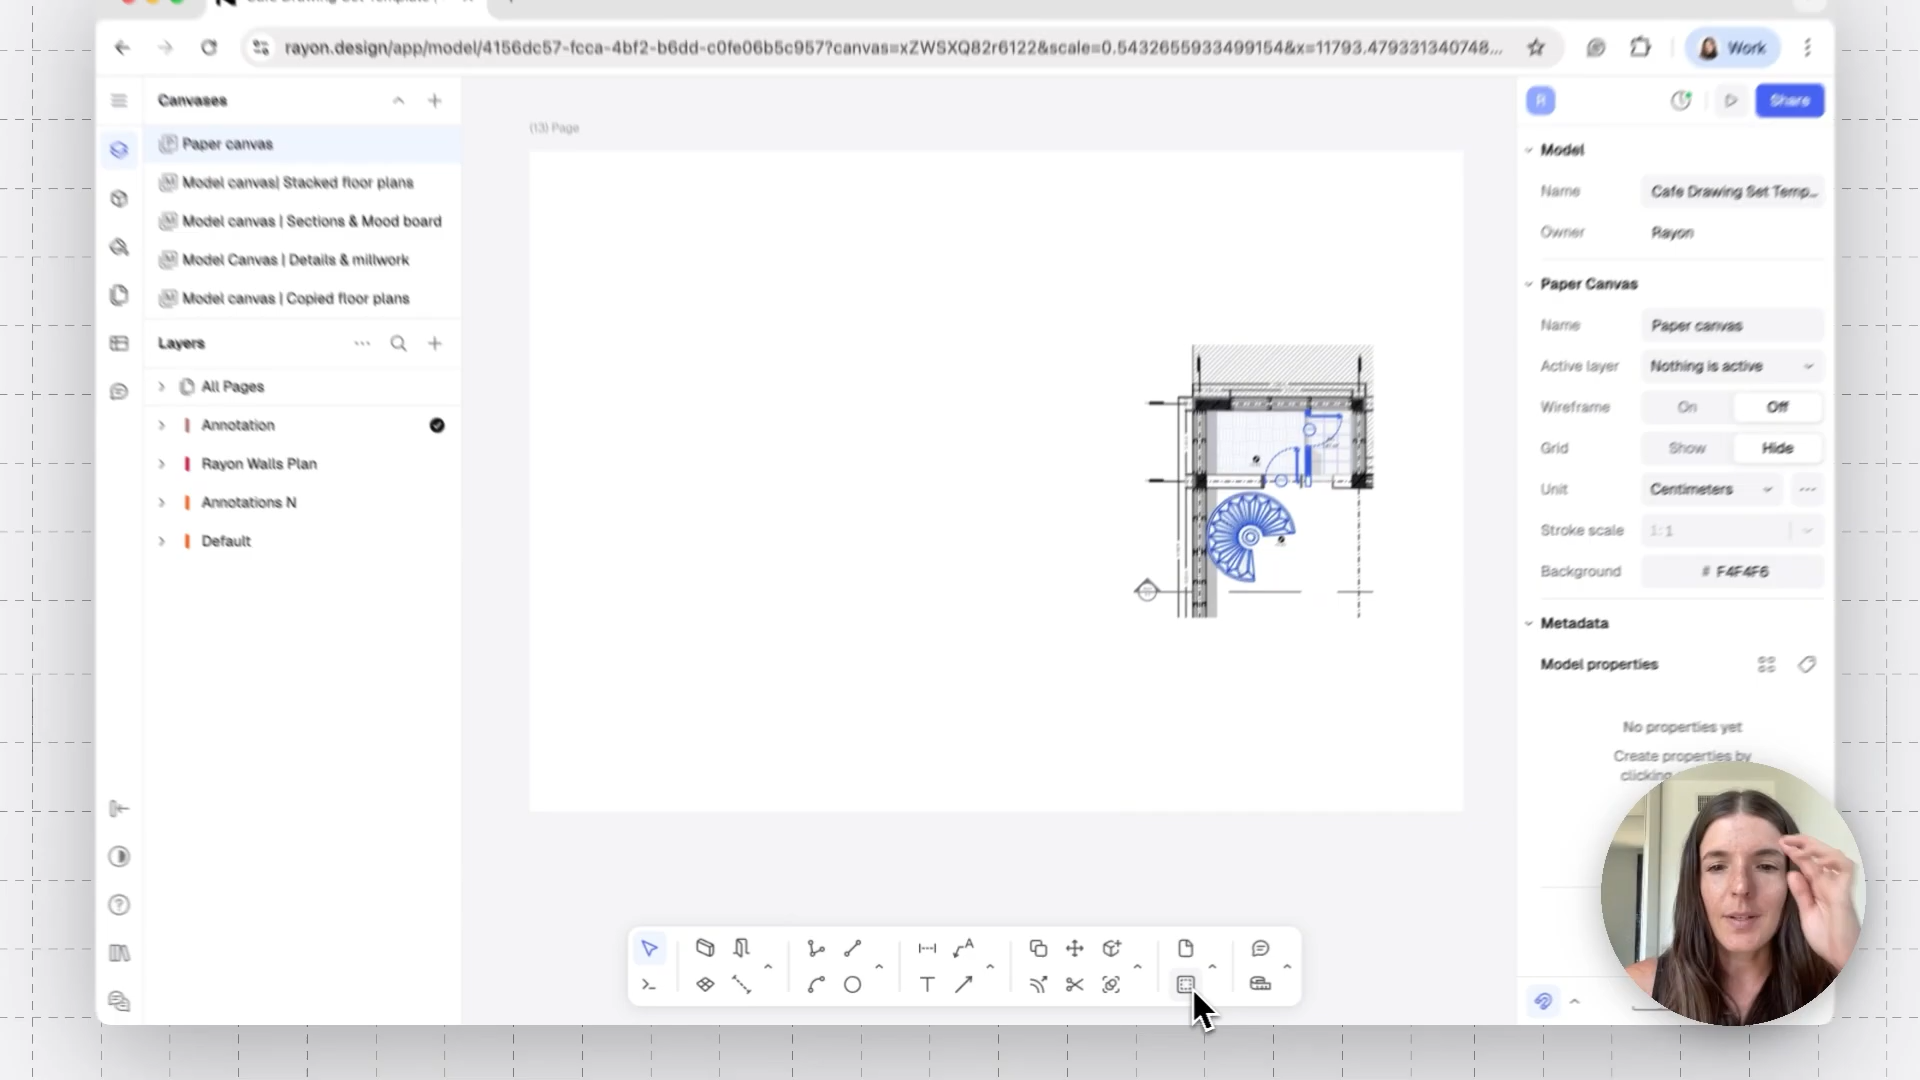 rayon.design/app/model/4156dc57-fcca-4bf2-b6dd-c0fe06b5c957?canvas=xZWSXQ82r6122&scale=0.5432655933499154&x=11793.479331340748...
Work
Canvases
Paper canvas
Model canvas| Stacked floor plans
Model canvas | Sections & Mood board
Model Canvas | Details & millwork
Model canvas | Copied floor plans
Layers
All Pages
Annotation
Rayon Walls Plan
Annotations N
Default
(13) Page
R
Share
Model
Name
Cafe Drawing Set Temp...
Owner
Rayon
Paper Canvas
Name
Paper canvas
Active layer
Nothing is active
Wireframe
On
Off
Grid
Show
Hide
Unit
Centimeters
Stroke scale
1:1
Background
# F4F4F6
Metadata
Model properties
No properties yet
Create properties by
clicking